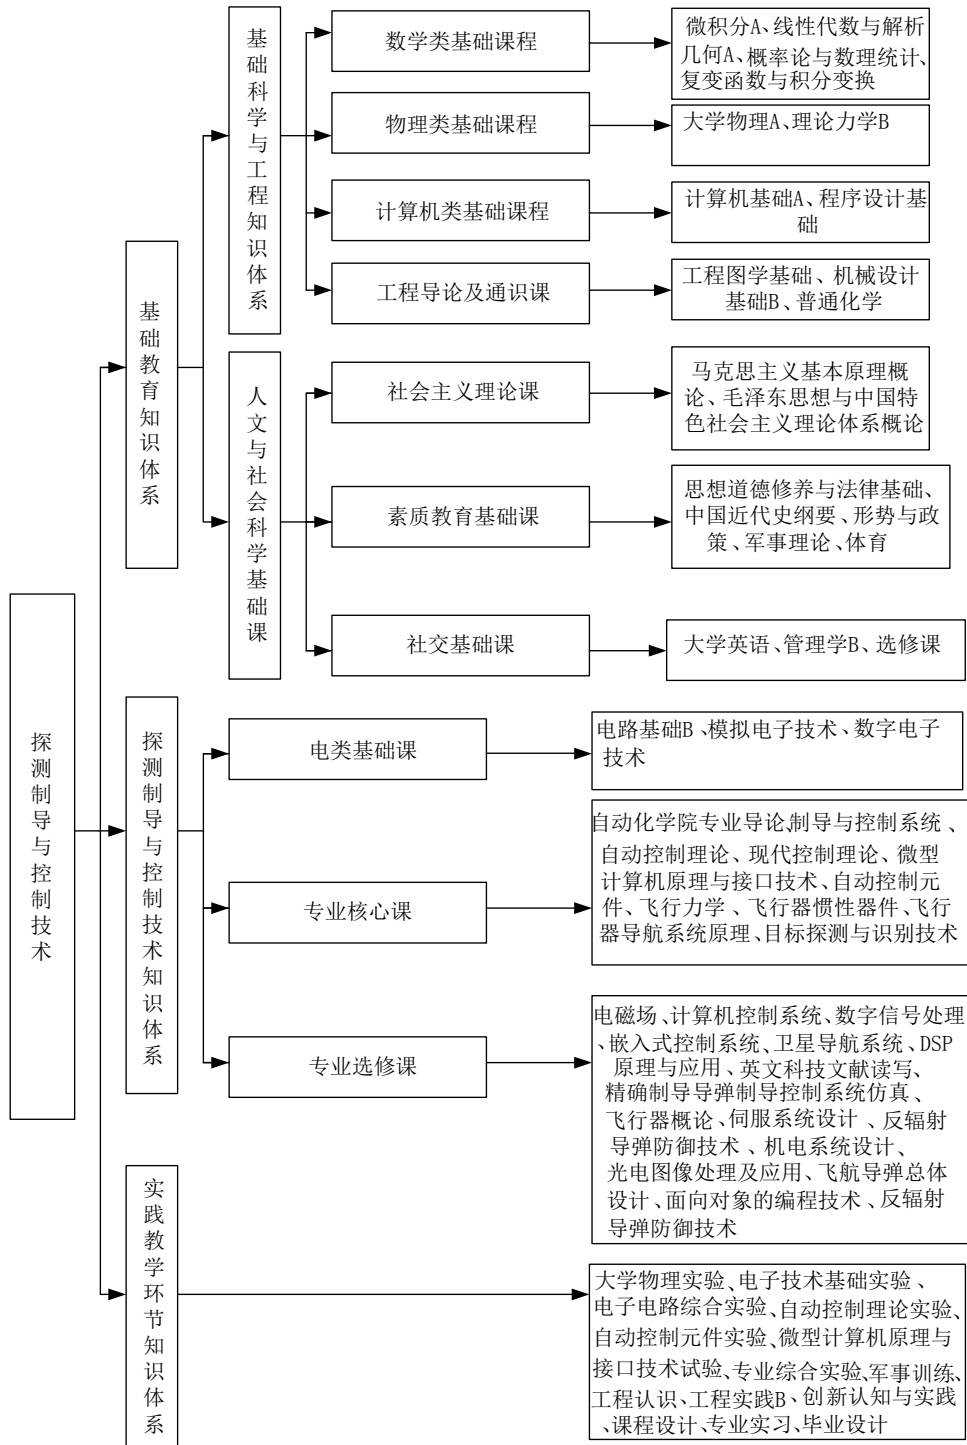 探测制导与控制技术
基础教育知识体系
基础科学与工程知识体系
数学类基础课程
微积分A、线性代数与解析
几何A、概率论与数理统计、
复变函数与积分变换
物理类基础课程
大学物理A、理论力学B
计算机类基础课程
计算机基础A、程序设计基
础
工程导论及通识课
工程图学基础、机械设计
基础B、普通化学
人文与社会科学基础课
社会主义理论课
马克思主义基本原理概
论、毛泽东思想与中国特
色社会主义理论体系概论
素质教育基础课
思想道德修养与法律基础、
中国近代史纲要、形势与政
策、军事理论、体育
社交基础课
大学英语、管理学B、选修课
探测制导与控制技术知识体系
电类基础课
电路基础B、模拟电子技术、数字电子
技术
专业核心课
自动化学院专业导论、制导与控制系统、
自动控制理论、现代控制理论、微型
计算机原理与接口技术、自动控制元
件、飞行力学、飞行器惯性器件、飞行
器导航系统原理、目标探测与识别技术
专业选修课
电磁场、计算机控制系统、数字信号处理
、嵌入式控制系统、卫星导航系统、DSP
原理与应用、英文科技文献读写、
精确制导导弹制导控制系统仿真、
飞行器概论、伺服系统设计、反辐射
导弹防御技术、机电系统设计、
光电图像处理及应用、飞航导弹总体
设计、面向对象的编程技术、反辐射
导弹防御技术
实践教学环节知识体系
大学物理实验、电子技术基础实验、
电子电路综合实验、自动控制理论实验、
自动控制元件实验、微型计算机原理与
接口技术试验、专业综合实验、军事训练、
工程认识、工程实践B、创新认知与实践
、课程设计、专业实习、毕业设计